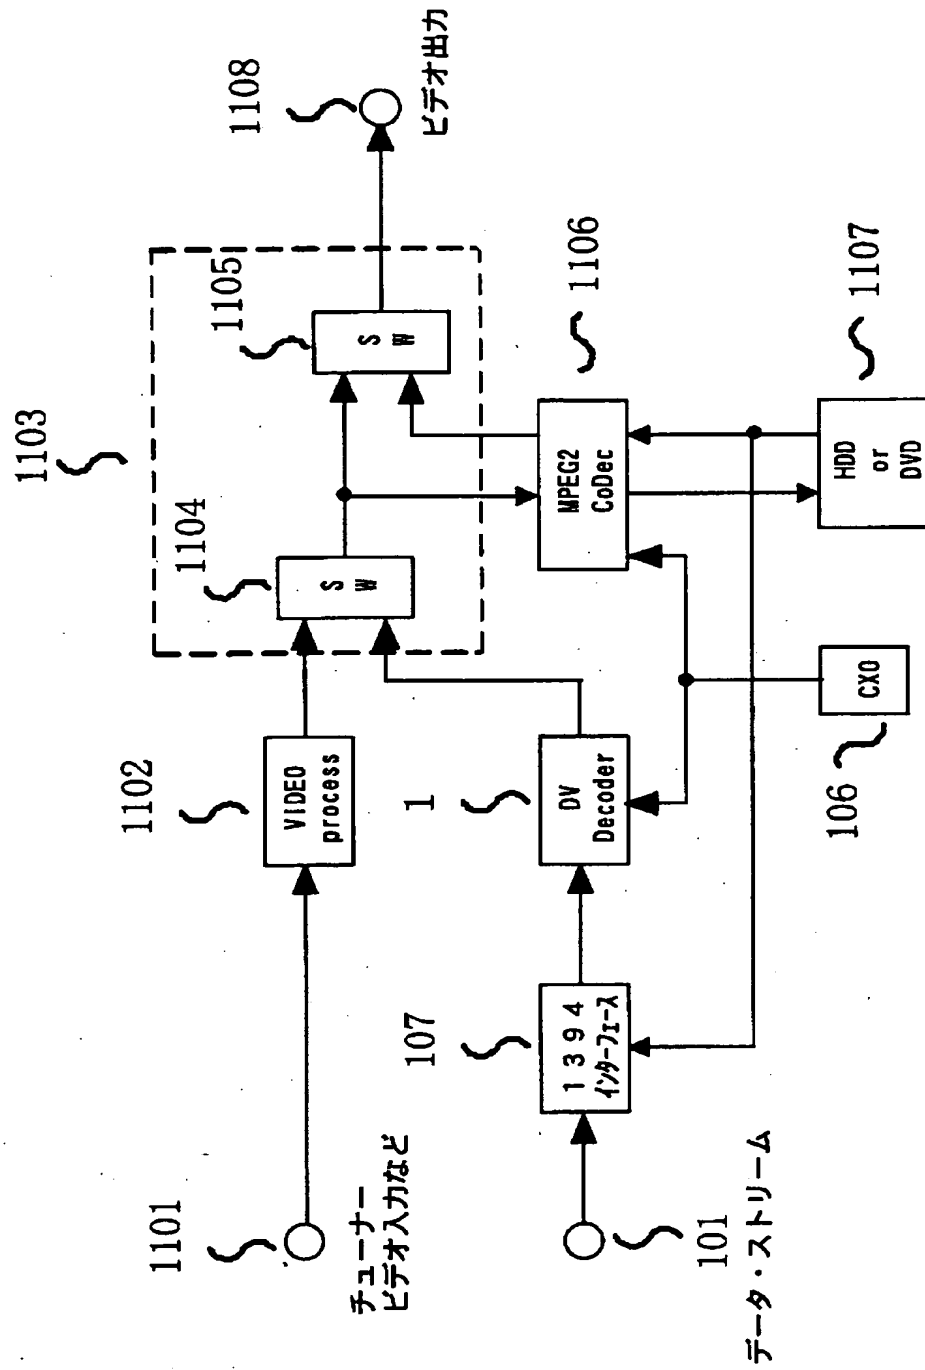 1101
チューナー
ビデオ入力など
1102
VIDEO
process
1103
1104
S W
1105
S W
1108
ビデオ出力
101
データ・ストリーム
107
1394
インターフェース
1
DV
Decoder
1106
MPEG2
CoDec
106
CXO
1107
HDD
or
DVD